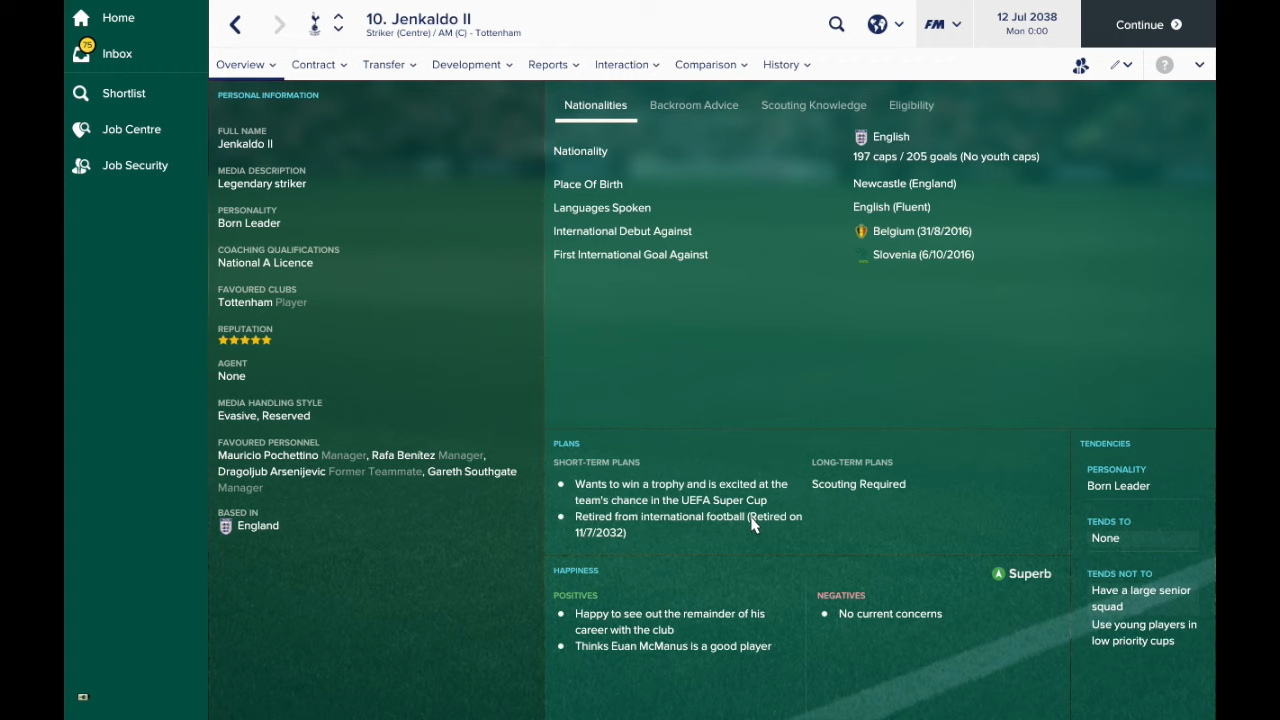 Home
75
Inbox
Shortlist
Job Centre
Job Security
10. Jenkaldo II
Striker (Centre) / AM (C) - Tottenham
FM
12 Jul 2038
Mon 0:00
Continue
Overview
Contract
Transfer
Development
Reports
Interaction
Comparison
History
?
PERSONAL INFORMATION
FULL NAME
Jenkaldo II
MEDIA DESCRIPTION
Legendary striker
PERSONALITY
Born Leader
COACHING QUALIFICATIONS
National A Licence
FAVOURED CLUBS
Tottenham Player
REPUTATION
AGENT
None
MEDIA HANDLING STYLE
Evasive, Reserved
FAVOURED PERSONNEL
Mauricio Pochettino Manager, Rafa Benítez Manager,
Dragoljub Arsenijevic Former Teammate, Gareth Southgate
Manager
BASED IN
England
Nationalities
Backroom Advice
Scouting Knowledge
Eligibility
Nationality
English
197 caps / 205 goals (No youth caps)
Place Of Birth
Newcastle (England)
Languages Spoken
English (Fluent)
International Debut Against
Belgium (31/8/2016)
First International Goal Against
Slovenia (6/10/2016)
PLANS
SHORT-TERM PLANS
Wants to win a trophy and is excited at the
team's chance in the UEFA Super Cup
Retired from international football (Retired on
11/7/2032)
LONG-TERM PLANS
Scouting Required
HAPPINESS
Superb
POSITIVES
Happy to see out the remainder of his
career with the club
Thinks Euan McManus is a good player
NEGATIVES
No current concerns
TENDENCIES
PERSONALITY
Born Leader
TENDS TO
None
TENDS NOT TO
Have a large senior
squad
Use young players in
low priority cups